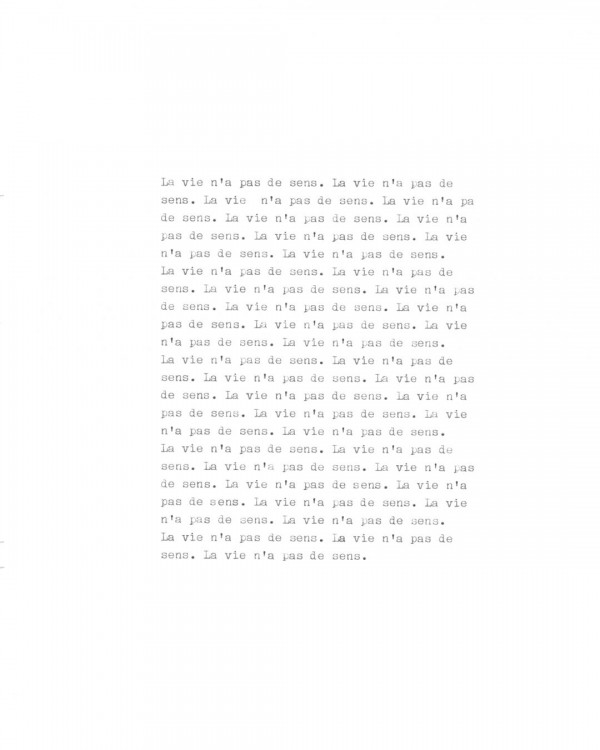 La vie n'a pas de sens. La vie n'a pas de
sens. La vie  n'a pas de sens. La vie n'a pa
de sens. La vie n'a pas de sens. La vie n'a
pas de sens. La vie n'a pas de sens. La vie
n'a pas de sens. La vie n'a pas de sens.
La vie n'a pas de sens. La vie n'a pas de
sens. La vie n'a pas de sens. La vie n'a pas
de sens. La vie n'a pas de sens. La vie n'a
pas de sens. La vie n'a pas de sens. La vie
n'a pas de sens. La vie n'a pas de sens.
La vie n'a pas de sens. La vie n'a pas de
sens. La vie n'a pas de sens. La vie n'a pas
de sens. La vie n'a pas de sens. La vie n'a
pas de sens. La vie n'a pas de sens. La vie
n'a pas de sens. La vie n'a pas de sens.
La vie n'a pas de sens. La vie n'a pas de
sens. La vie n'a pas de sens. La vie n'a pas
de sens. La vie n'a pas de sens. La vie n'a
pas de sens. La vie n'a pas de sens. La vie
n'a pas de sens. La vie n'a pas de sens.
La vie n'a pas de sens. La vie n'a pas de
sens. La vie n'a pas de sens.